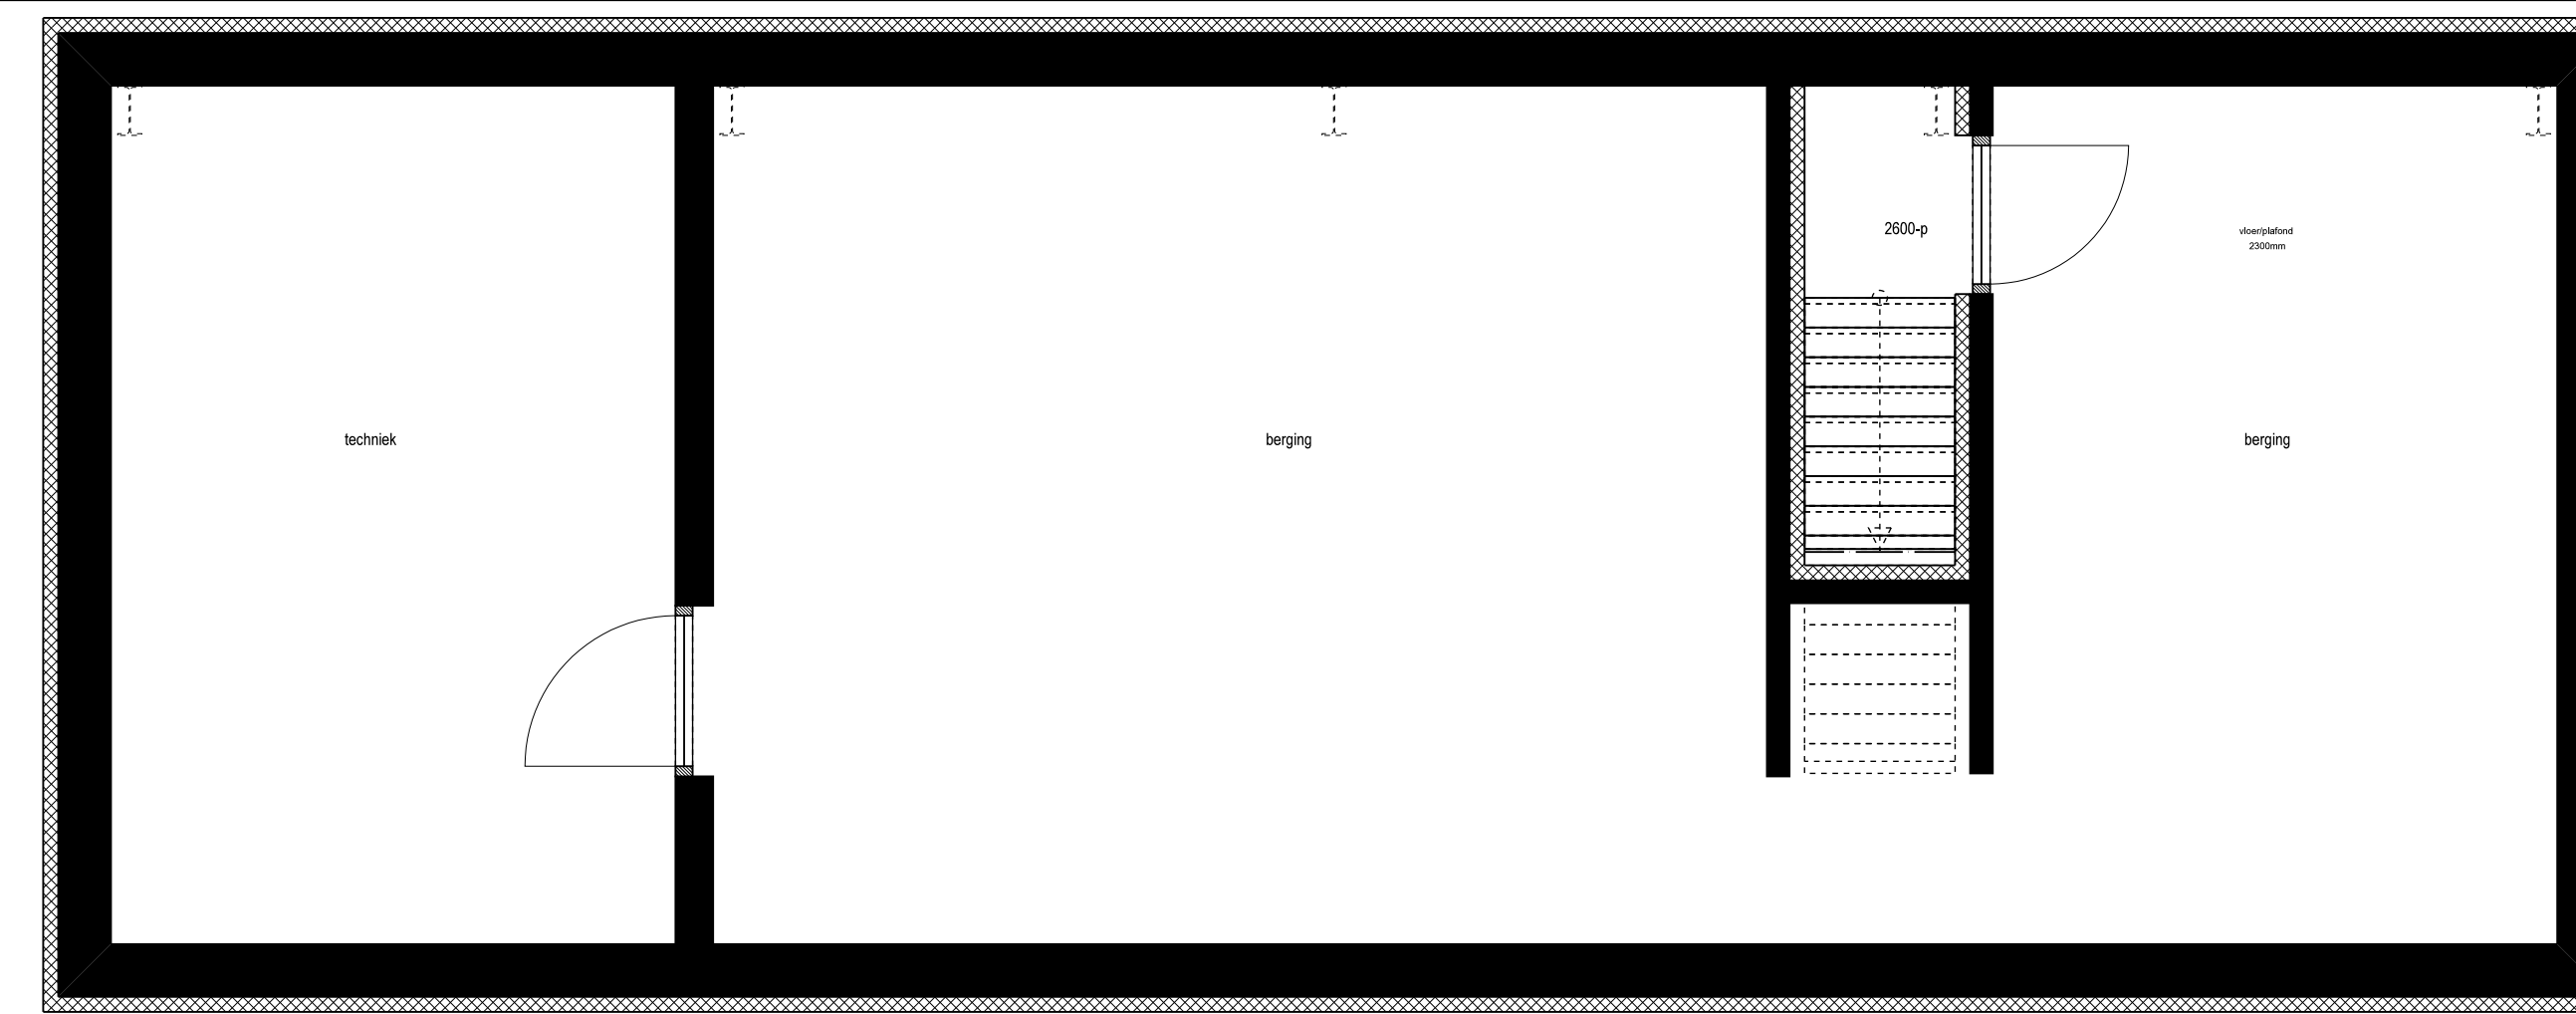 2600-p
vloer/plafond
2300mm
techniek
berging
berging